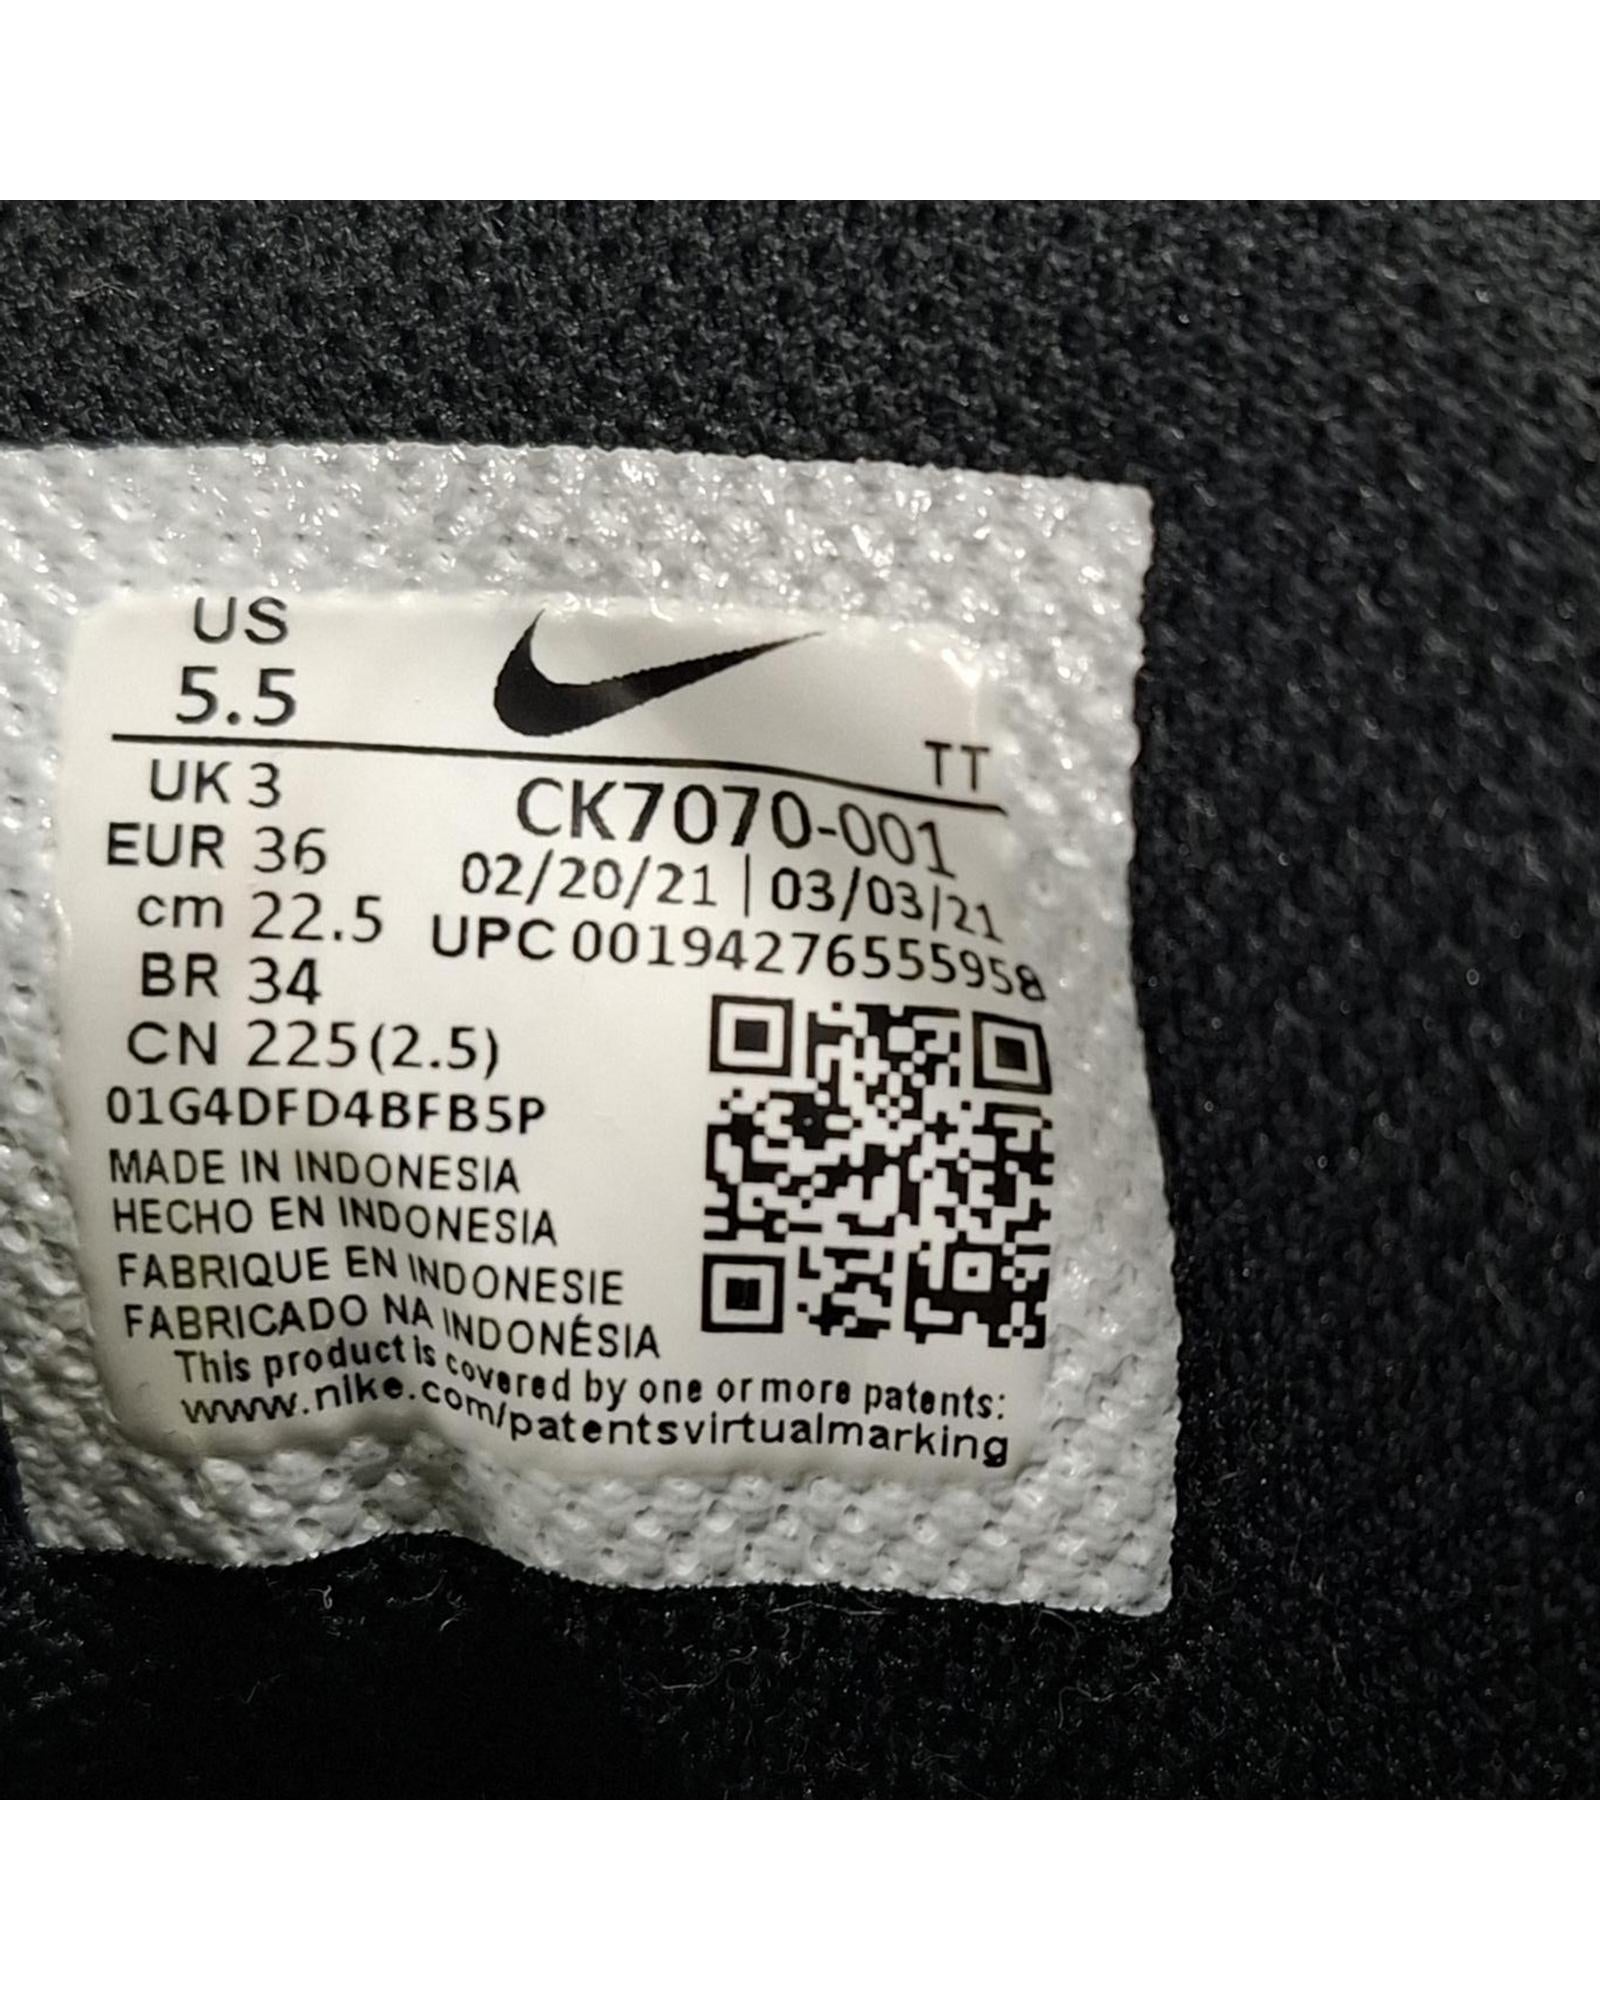 US
5.5
TT
UK 3
CK7070-001
EUR 36
02/20/21 | 03/03/21
cm 22.5
UPC 00194276555958
BR 34
CN 225(2.5)
01G4DFD4BFB5P
MADE IN INDONESIA
HECHO EN INDONESIA
FABRIQUE EN INDONESIE
FABRICADO NA INDONÉSIA
This product is covered by one or more patents:
www.nike.com/patentsvirtualmarking